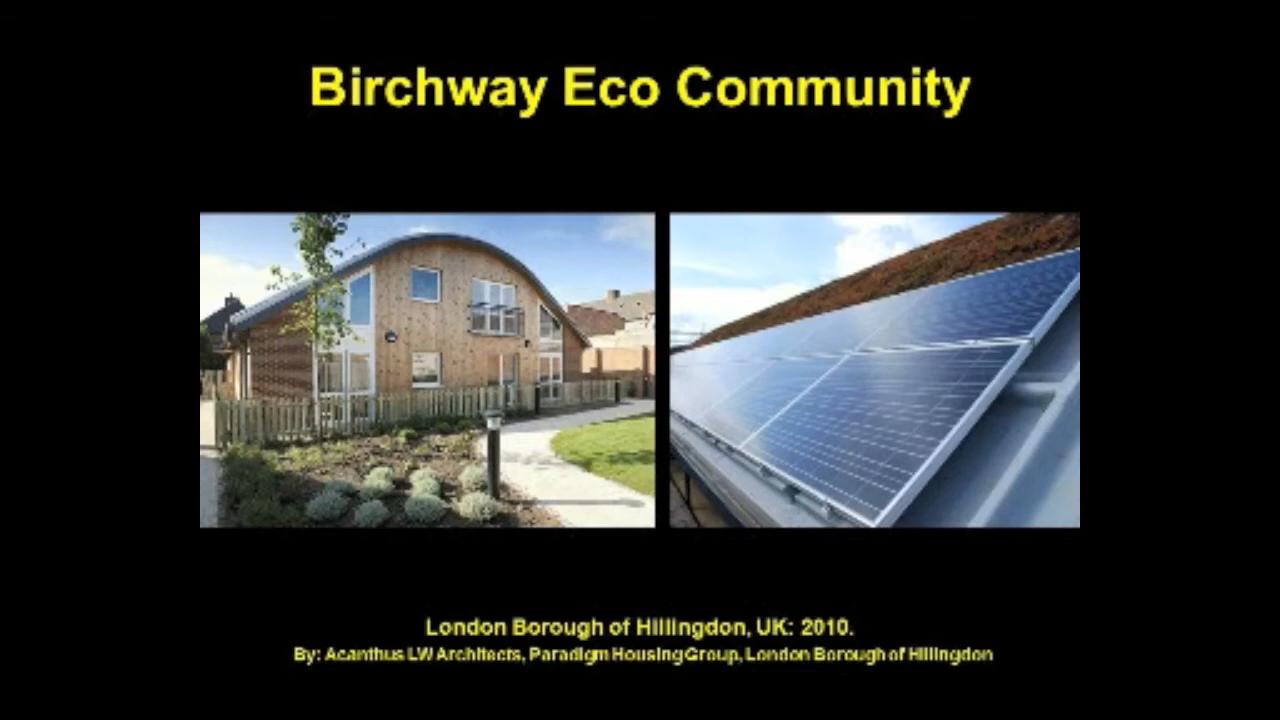 Birchway Eco Community
London Borough of Hillingdon, UK: 2010.
By: Acanthus LW Architects, Paradigm Housing Group, London Borough of Hillingdon